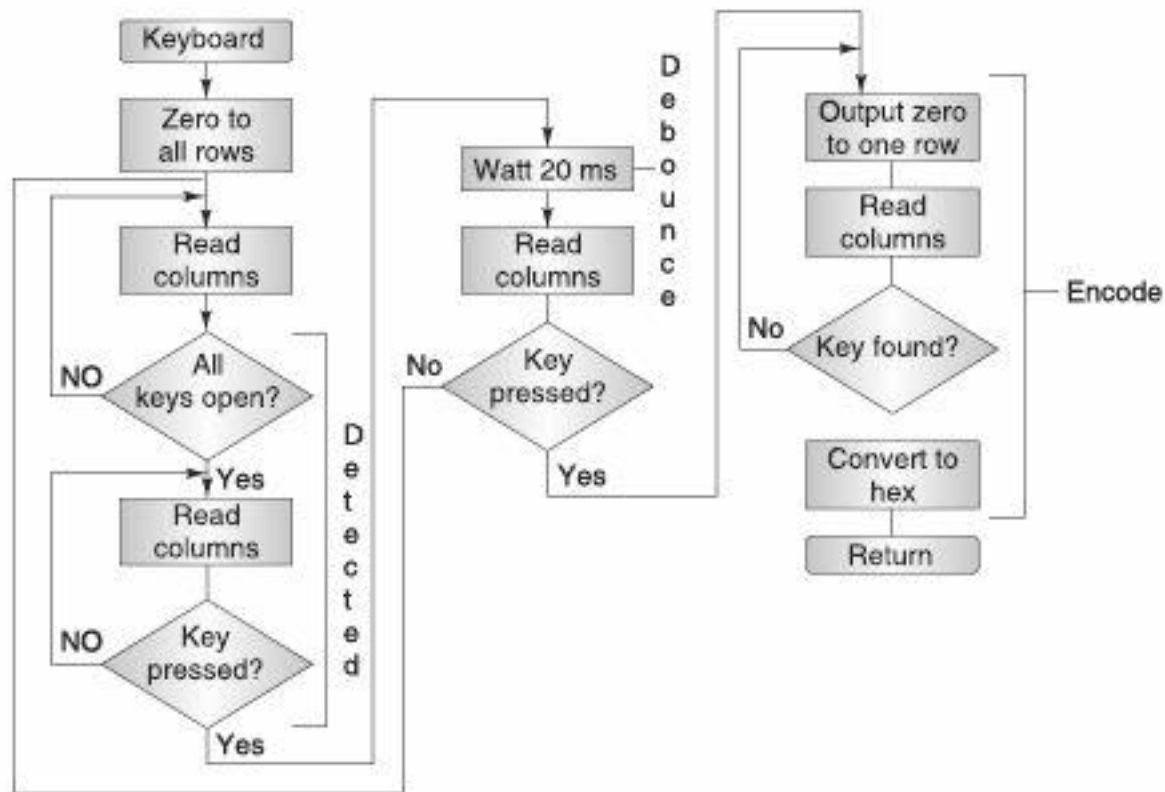 Keyboard
Zero to
all rows
Read
columns
All
keys open?
NO
Yes
Read
columns
Key
pressed?
NO
Yes
Detected
Watt 20 ms
Debounce
Read
columns
Key
pressed?
No
Yes
Output zero
to one row
Read
columns
Key found?
No
Convert to
hex
Return
Encode